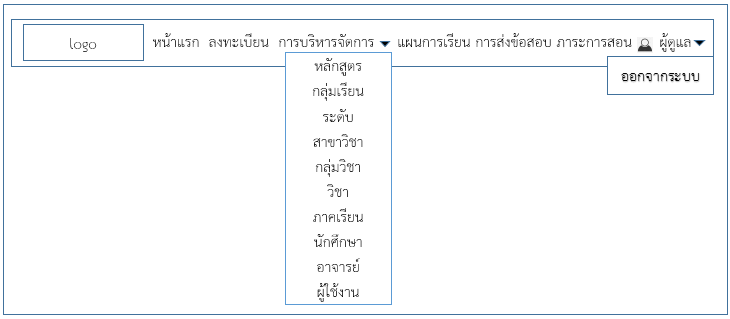 logo หน้าแรก ลงทะเบียน การบริหารจัดการ แผนการเรียน การส่งข้อสอบ ภาระการสอน ผู้ดูแล
ออกจากระบบ
หลักสูตร
กลุ่มเรียน
ระดับ
สาขาวิชา
กลุ่มวิชา
วิชา
ภาคเรียน
นักศึกษา
อาจารย์
ผู้ใช้งาน